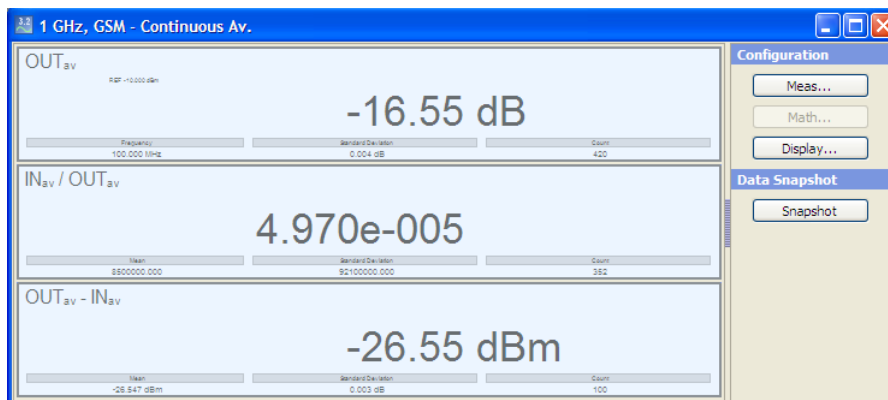 3.2 1 GHz, GSM - Continuous Av.
OUTav
REF -10.000 dBm
-16.55 dB
Frequency Standard Deviation Count
100.000 MHz 0.004 dB 420
INav / OUTav
4.970e-005
Mean Standard Deviation Count
8500000.000 92100000.000 352
OUTav - INav
-26.55 dBm
Mean Standard Deviation Count
-26.547 dBm 0.003 dB 100
Configuration
Meas...
Math...
Display...
Data Snapshot
Snapshot